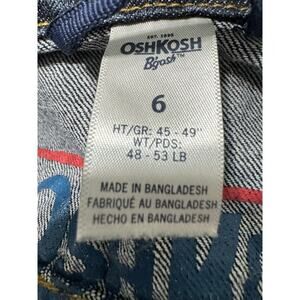 EST. 1895
OSHKOSH
B'gosh™
6
HT/GR: 45 - 49"
WT/PDS:
48 - 53 LB
MADE IN BANGLADESH
FABRIQUÉ AU BANGLADESH
HECHO EN BANGLADESH